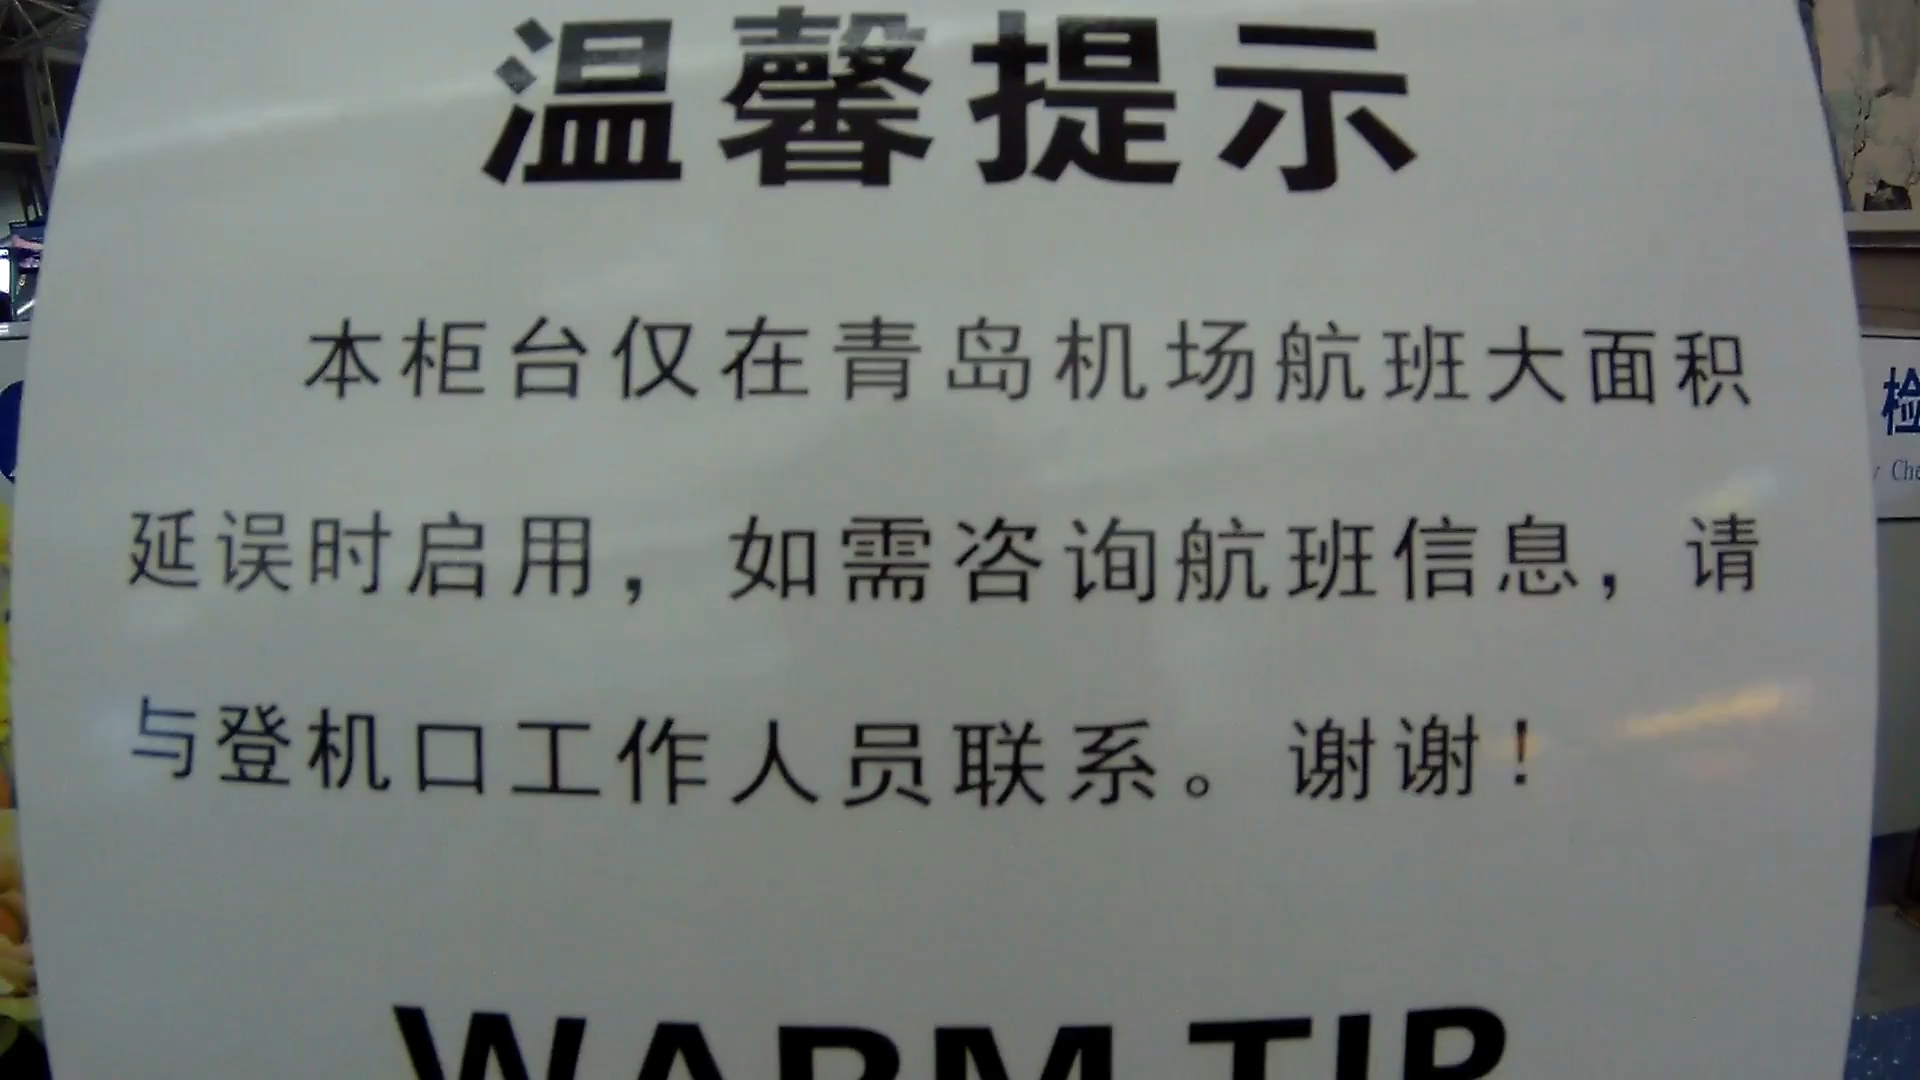 温馨提示
本柜台仅在青岛机场航班大面积
延误时启用，如需咨询航班信息，请
与登机口工作人员联系。谢谢！
WARM TIP
检
Che